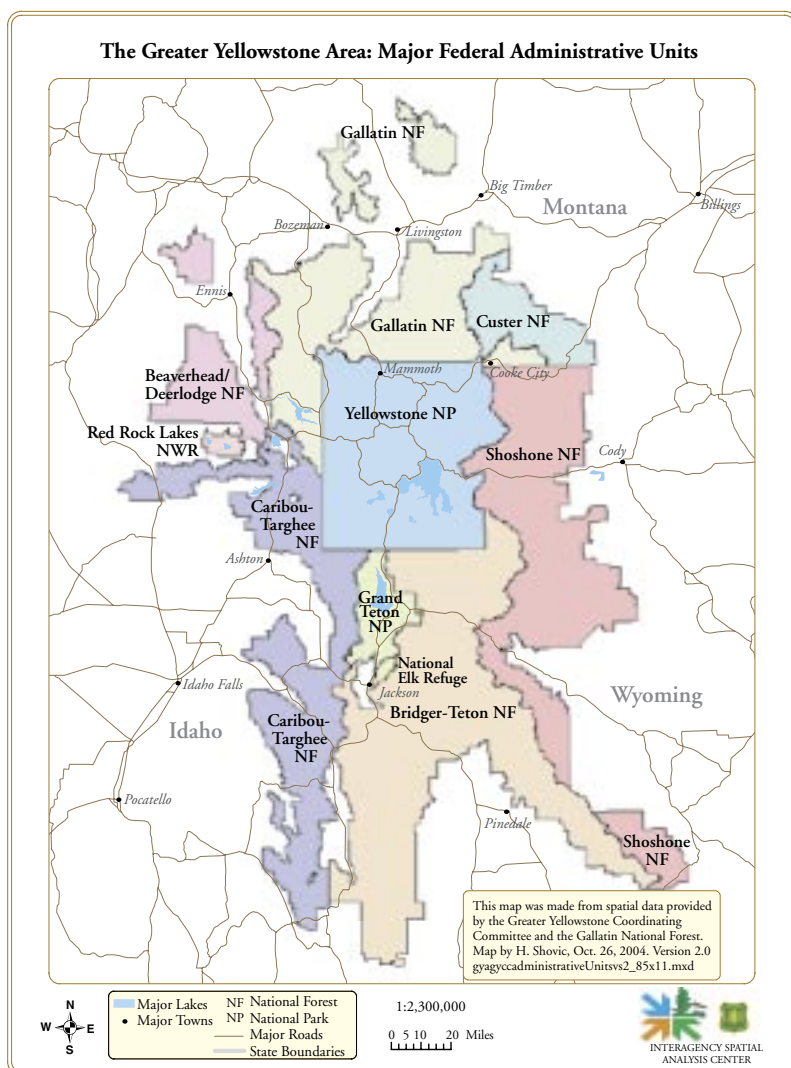 The Greater Yellowstone Area: Major Federal Administrative Units
Gallatin NF
Big Timber
Montana
Billings
Bozeman
Livingston
Ennis
Gallatin NF
Custer NF
Mammoth
Cooke City
Beaverhead/
Deerlodge NF
Yellowstone NP
Red Rock Lakes
NWR
Shoshone NF
Cody
Caribou-
Targhee
NF
Ashton
Grand
Teton
NP
National
Elk Refuge
Idaho Falls
Jackson
Wyoming
Bridger-Teton NF
Idaho
Caribou-
Targhee
NF
Pocatello
Pinedale
Shoshone
NF
This map was made from spatial data provided
by the Greater Yellowstone Coordinating
Committee and the Gallatin National Forest.
Map by H. Shovic, Oct. 26, 2004. Version 2.0
gyagyccadministrativeUnitsvs2_85x11.mxd
N
W E
S
Major Lakes NF National Forest
Major Towns NP National Park
Major Roads
State Boundaries
1:2,300,000
0 5 10 20 Miles
INTERAGENCY SPATIAL
ANALYSIS CENTER